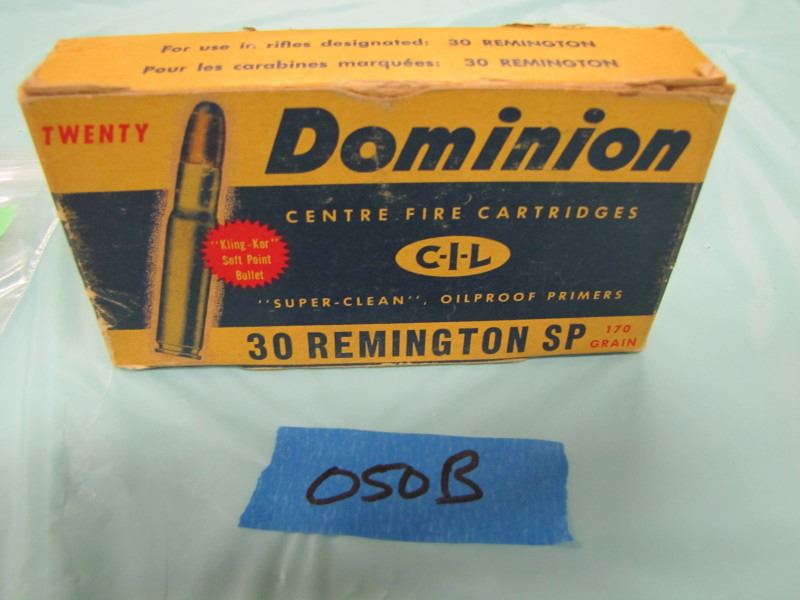 For use in rifles designated: 30 REMINGTON
Pour les carabines marquées: 30 REMINGTON
TWENTY
Dominion
CENTRE FIRE CARTRIDGES
"Kling-Kor"
Soft Point
Bullet
C-I-L
"SUPER-CLEAN", OILPROOF PRIMERS
30 REMINGTON SP
170
GRAIN
050B